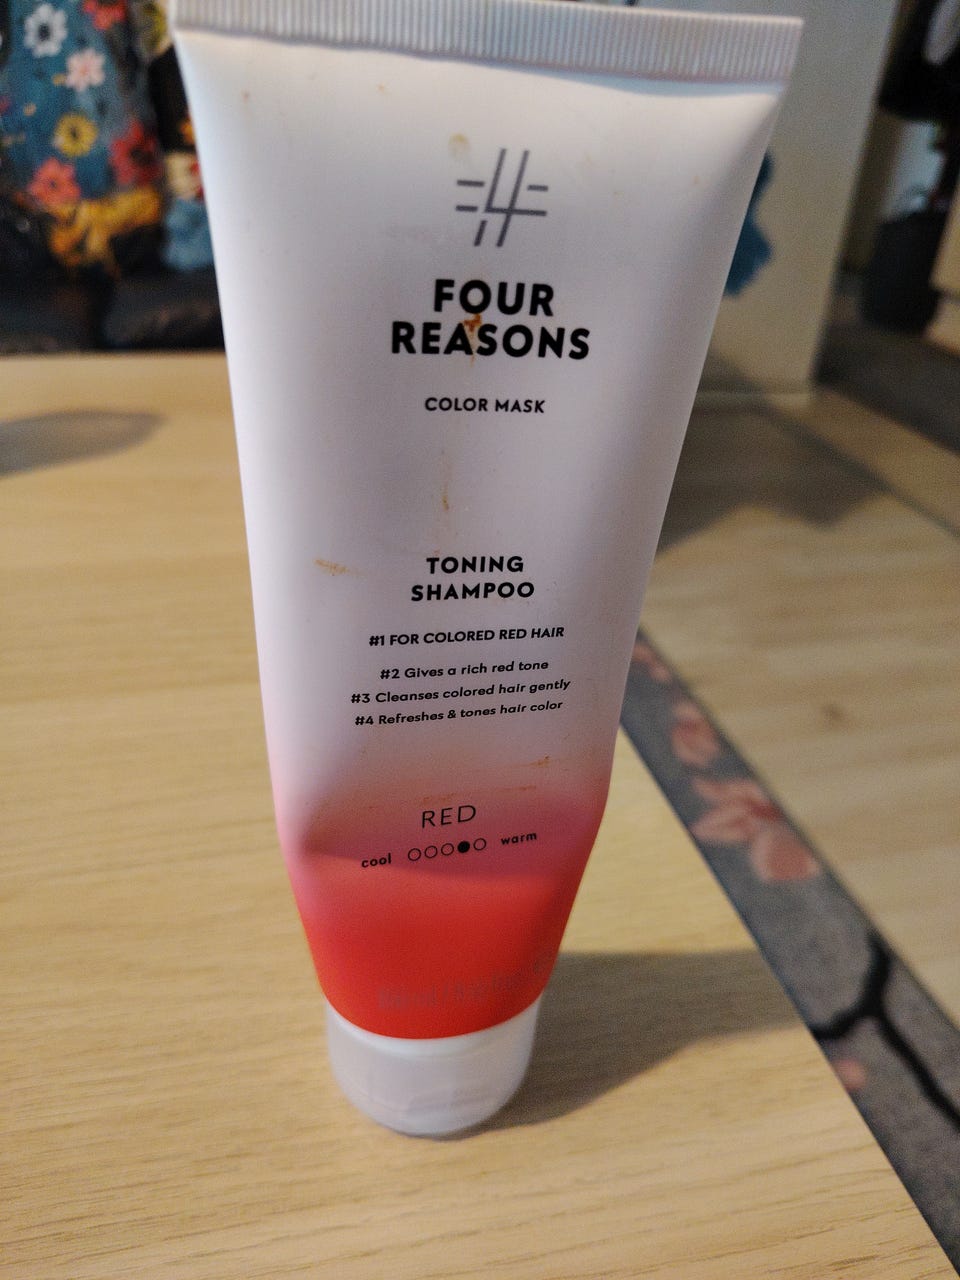 FOUR
REASONS
COLOR MASK
TONING
SHAMPOO
#1 FOR COLORED RED HAIR
#2 Gives a rich red tone
#3 Cleanses colored hair gently
#4 Refreshes & tones hair color
RED
cool warm